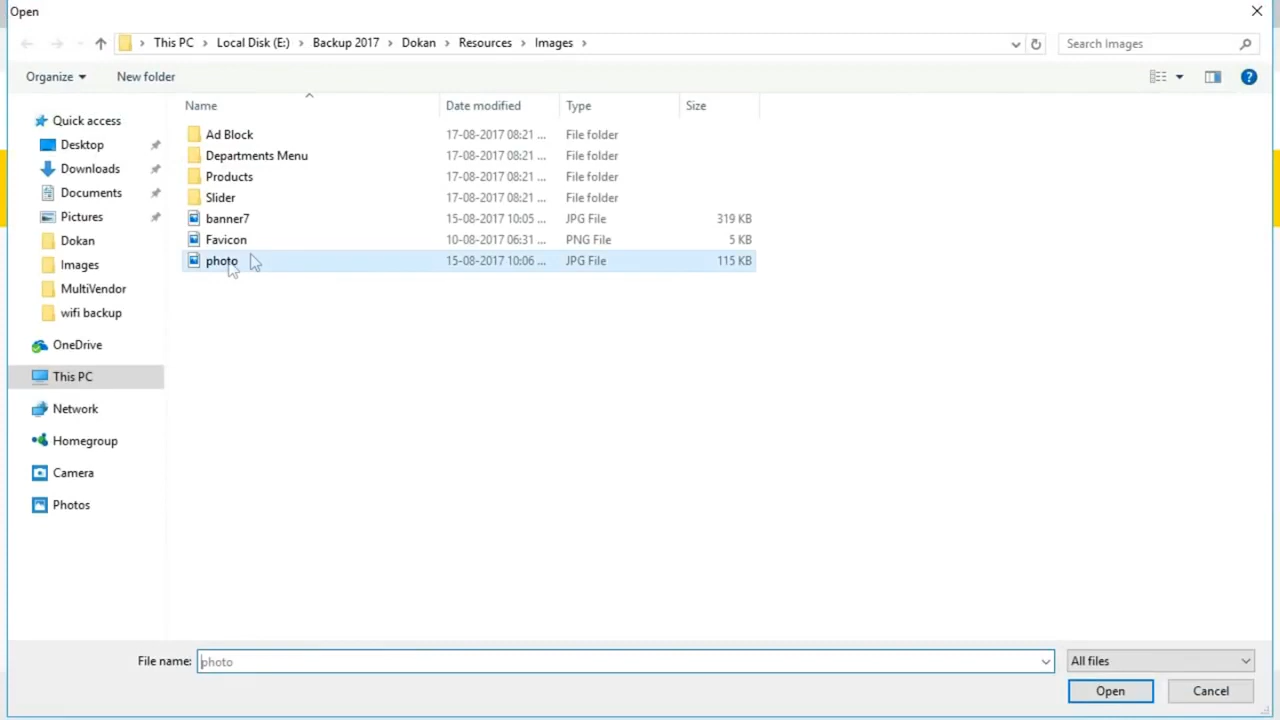 Open
This PC Local Disk (E:) Backup 2017 Dokan Resources Images
Search Images
Organize New folder
Name Date modified Type Size
Quick access
Desktop
Downloads
Documents
Pictures
Dokan
Images
MultiVendor
wifi backup
OneDrive
This PC
Network
Homegroup
Camera
Photos
Ad Block 17-08-2017 08:21 ... File folder
Departments Menu 17-08-2017 08:21 ... File folder
Products 17-08-2017 08:21 ... File folder
Slider 17-08-2017 08:21 ... File folder
banner7 15-08-2017 10:05 ... JPG File 319 KB
Favicon 10-08-2017 06:31 ... PNG File 5 KB
photo 15-08-2017 10:06 ... JPG File 115 KB
File name: photo All files
Open Cancel